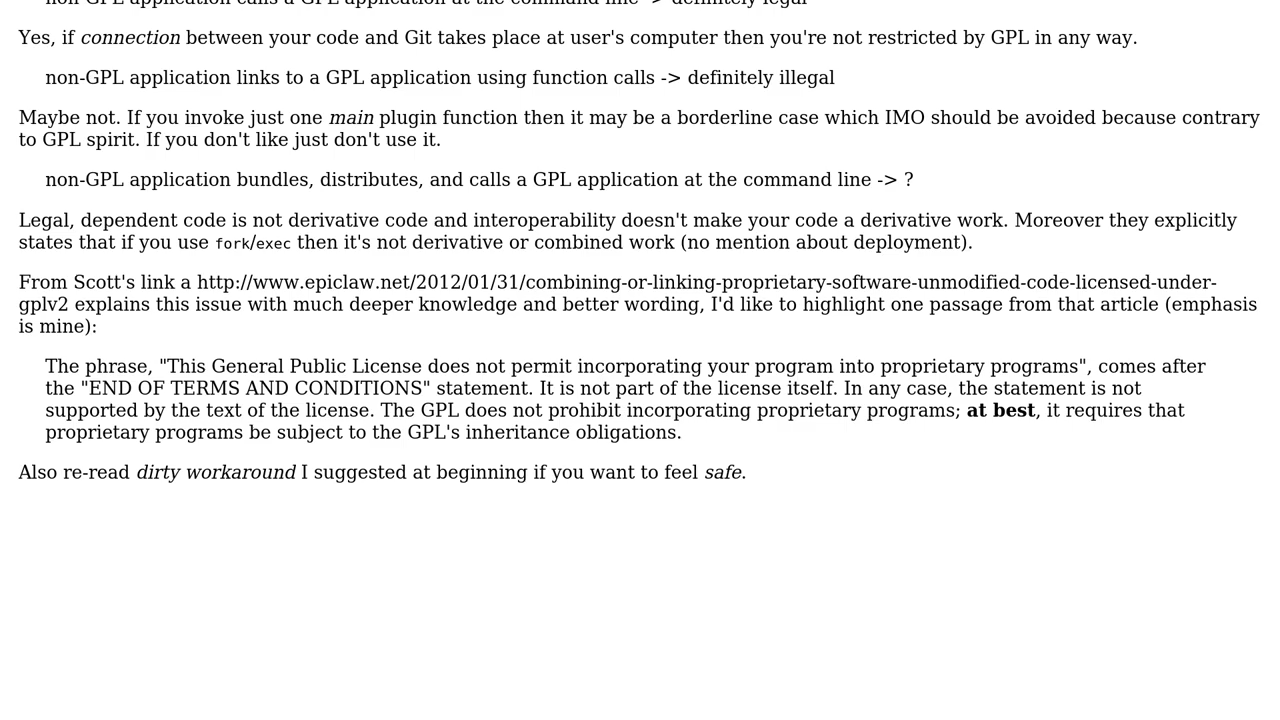 non-GPL application calls a GPL application at the command line -> definitely legal
Yes, if connection between your code and Git takes place at user's computer then you're not restricted by GPL in any way.
non-GPL application links to a GPL application using function calls -> definitely illegal
Maybe not. If you invoke just one main plugin function then it may be a borderline case which IMO should be avoided because contrary
to GPL spirit. If you don't like just don't use it.
non-GPL application bundles, distributes, and calls a GPL application at the command line -> ?
Legal, dependent code is not derivative code and interoperability doesn't make your code a derivative work. Moreover they explicitly
states that if you use fork/exec then it's not derivative or combined work (no mention about deployment).
From Scott's link a http://www.epiclaw.net/2012/01/31/combining-or-linking-proprietary-software-unmodified-code-licensed-under-
gplv2 explains this issue with much deeper knowledge and better wording, I'd like to highlight one passage from that article (emphasis
is mine):
The phrase, "This General Public License does not permit incorporating your program into proprietary programs", comes after
the "END OF TERMS AND CONDITIONS" statement. It is not part of the license itself. In any case, the statement is not
supported by the text of the license. The GPL does not prohibit incorporating proprietary programs; at best, it requires that
proprietary programs be subject to the GPL's inheritance obligations.
Also re-read dirty workaround I suggested at beginning if you want to feel safe.